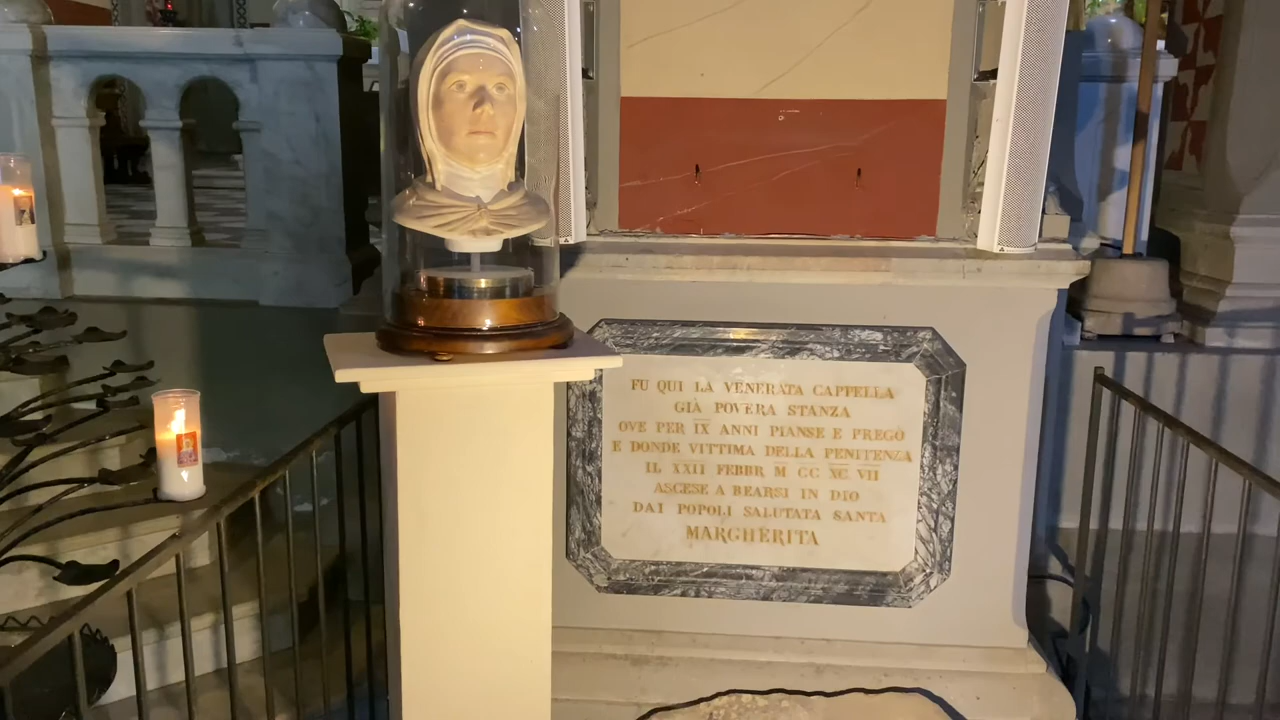 FU QUI LA VENERATA CAPPELLA
GIÀ POVERA STANZA
OVE PER IX ANNI PIANSE E PREGÒ
E DONDE VITTIMA DELLA PENITENZA
IL XXII FEBBR M CC XC VII
ASCESE A BEARSI IN DIO
DAI POPOLI SALUTATA SANTA
MARGHERITA